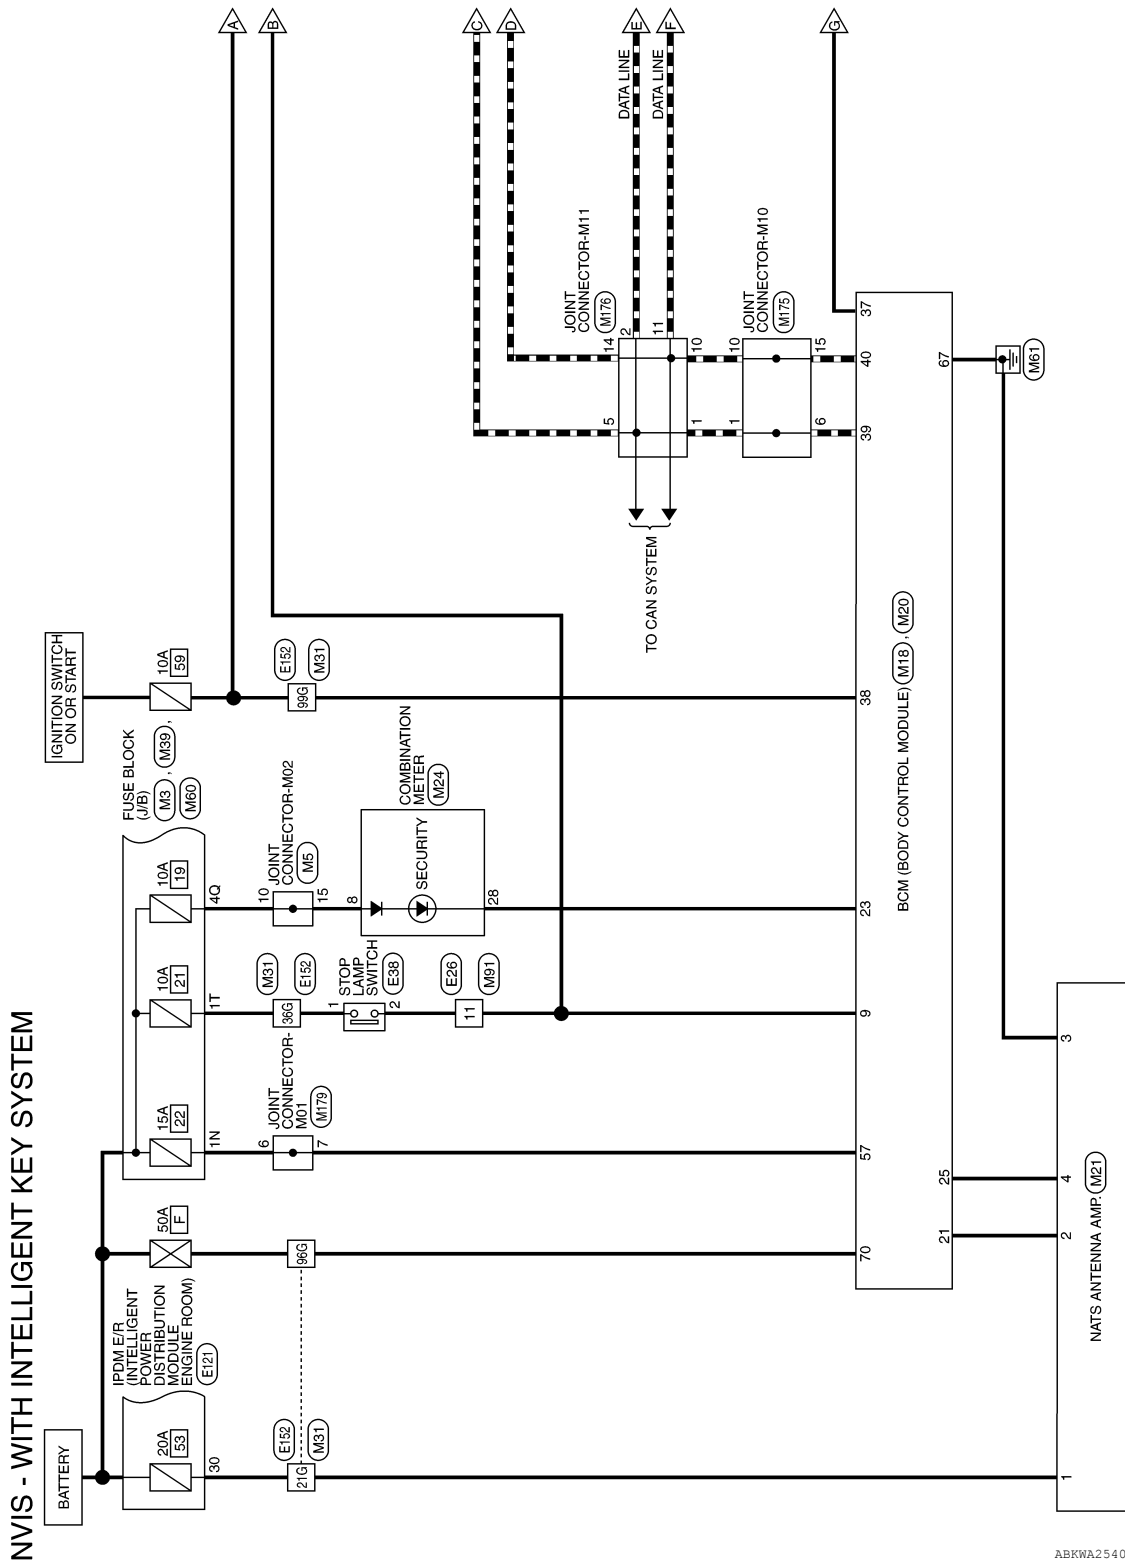 NVIS - WITH INTELLIGENT KEY SYSTEM
BATTERY
IGNITION SWITCH
ON OR START
IPDM E/R
(INTELLIGENT
POWER
DISTRIBUTION
MODULE
ENGINE ROOM)
E121
20A
53
30
50A
F
15A
22
1N
10A
21
1T
10A
19
4Q
FUSE BLOCK
(J/B)
M3 , M39 ,
M60
10A
59
E152
M31
21G
96G
6
7
JOINT
CONNECTOR-
M01
M179
M31
E152
36G
1
2
STOP
LAMP
SWITCH
E38
E26
M91
11
10
15
JOINT
CONNECTOR-M02
M5
8
28
SECURITY
COMBINATION
METER
M24
E152
M31
99G
A
B
C
D
E
F
G
DATA LINE
DATA LINE
JOINT
CONNECTOR-M11
M176
5
14
2
11
1
10
TO CAN SYSTEM
JOINT
CONNECTOR-M10
M175
1
10
6
15
70
57
9
23
38
39
40
37
BCM (BODY CONTROL MODULE) M18 , M20
21
25
67
M61
1
2
4
3
NATS ANTENNA AMP. M21
ABKWA2540